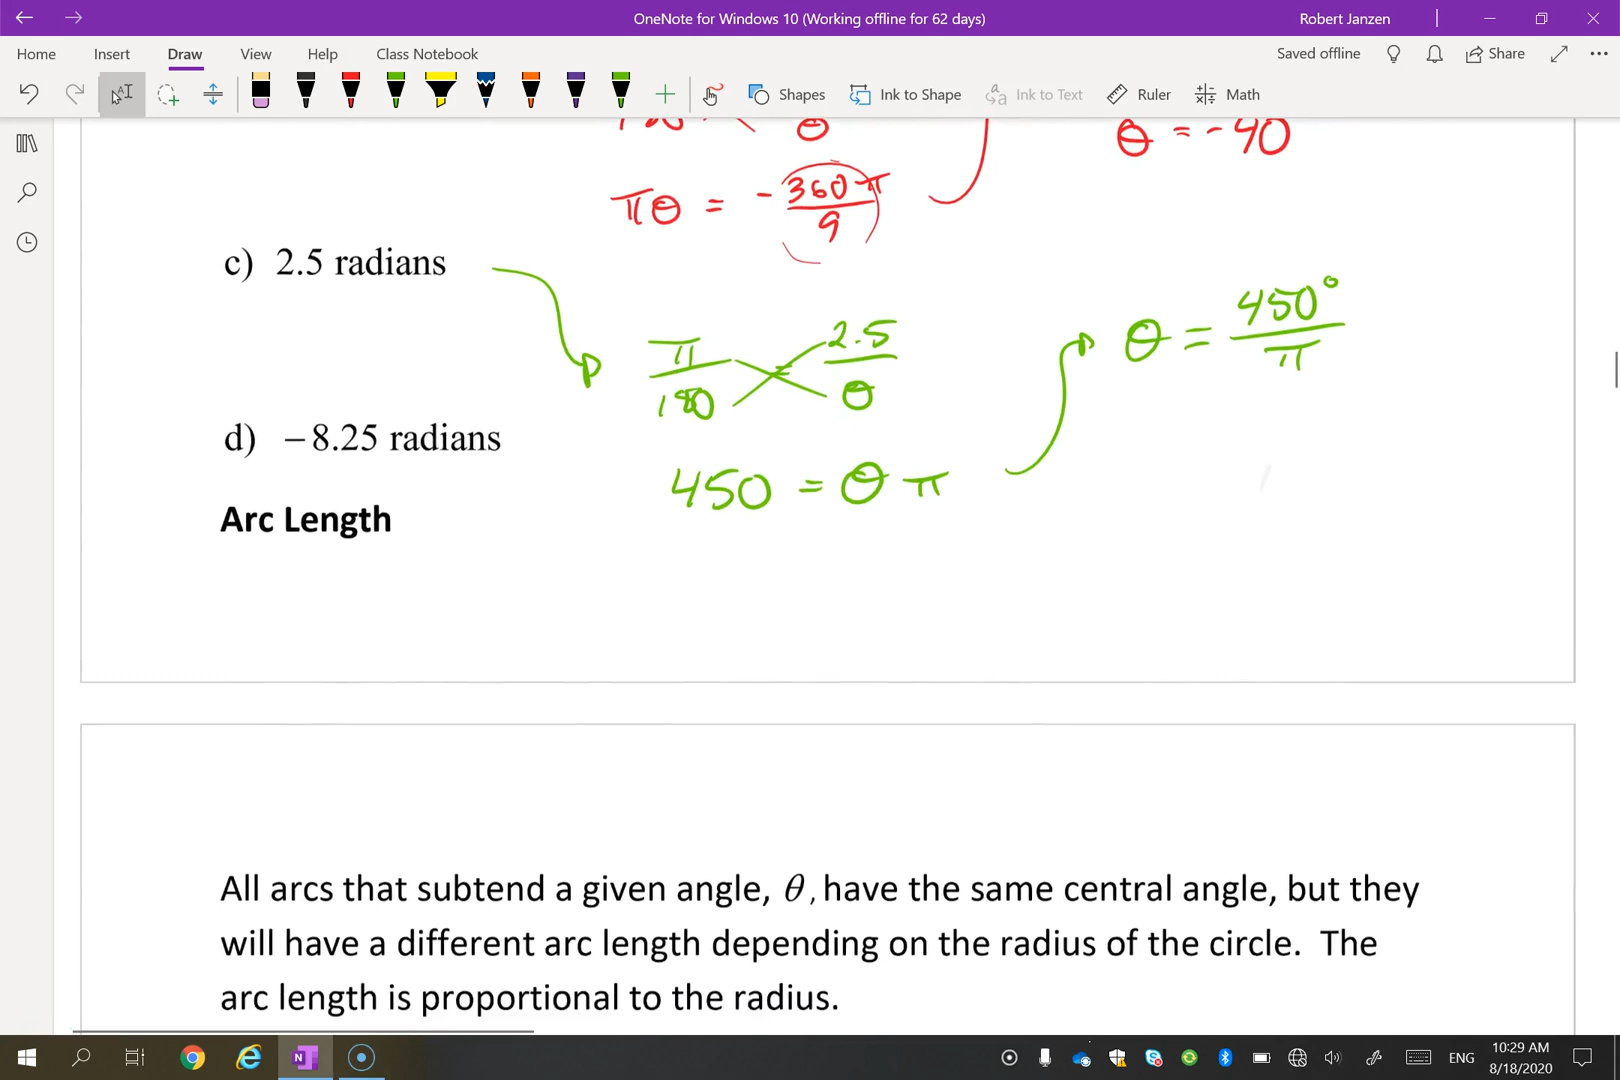 OneNote for Windows 10 (Working offline for 62 days)
Robert Janzen
Home Insert Draw View Help Class Notebook
Saved offline
Share
Shapes Ink to Shape Ink to Text Ruler Math
θ
θ = -40
πθ = - 360π / 9
c) 2.5 radians
π / 180 = 2.5 / θ
θ = 450° / π
d) – 8.25 radians
450 = θ π
Arc Length
All arcs that subtend a given angle, θ, have the same central angle, but they
will have a different arc length depending on the radius of the circle. The
arc length is proportional to the radius.
ENG
10:29 AM
8/18/2020